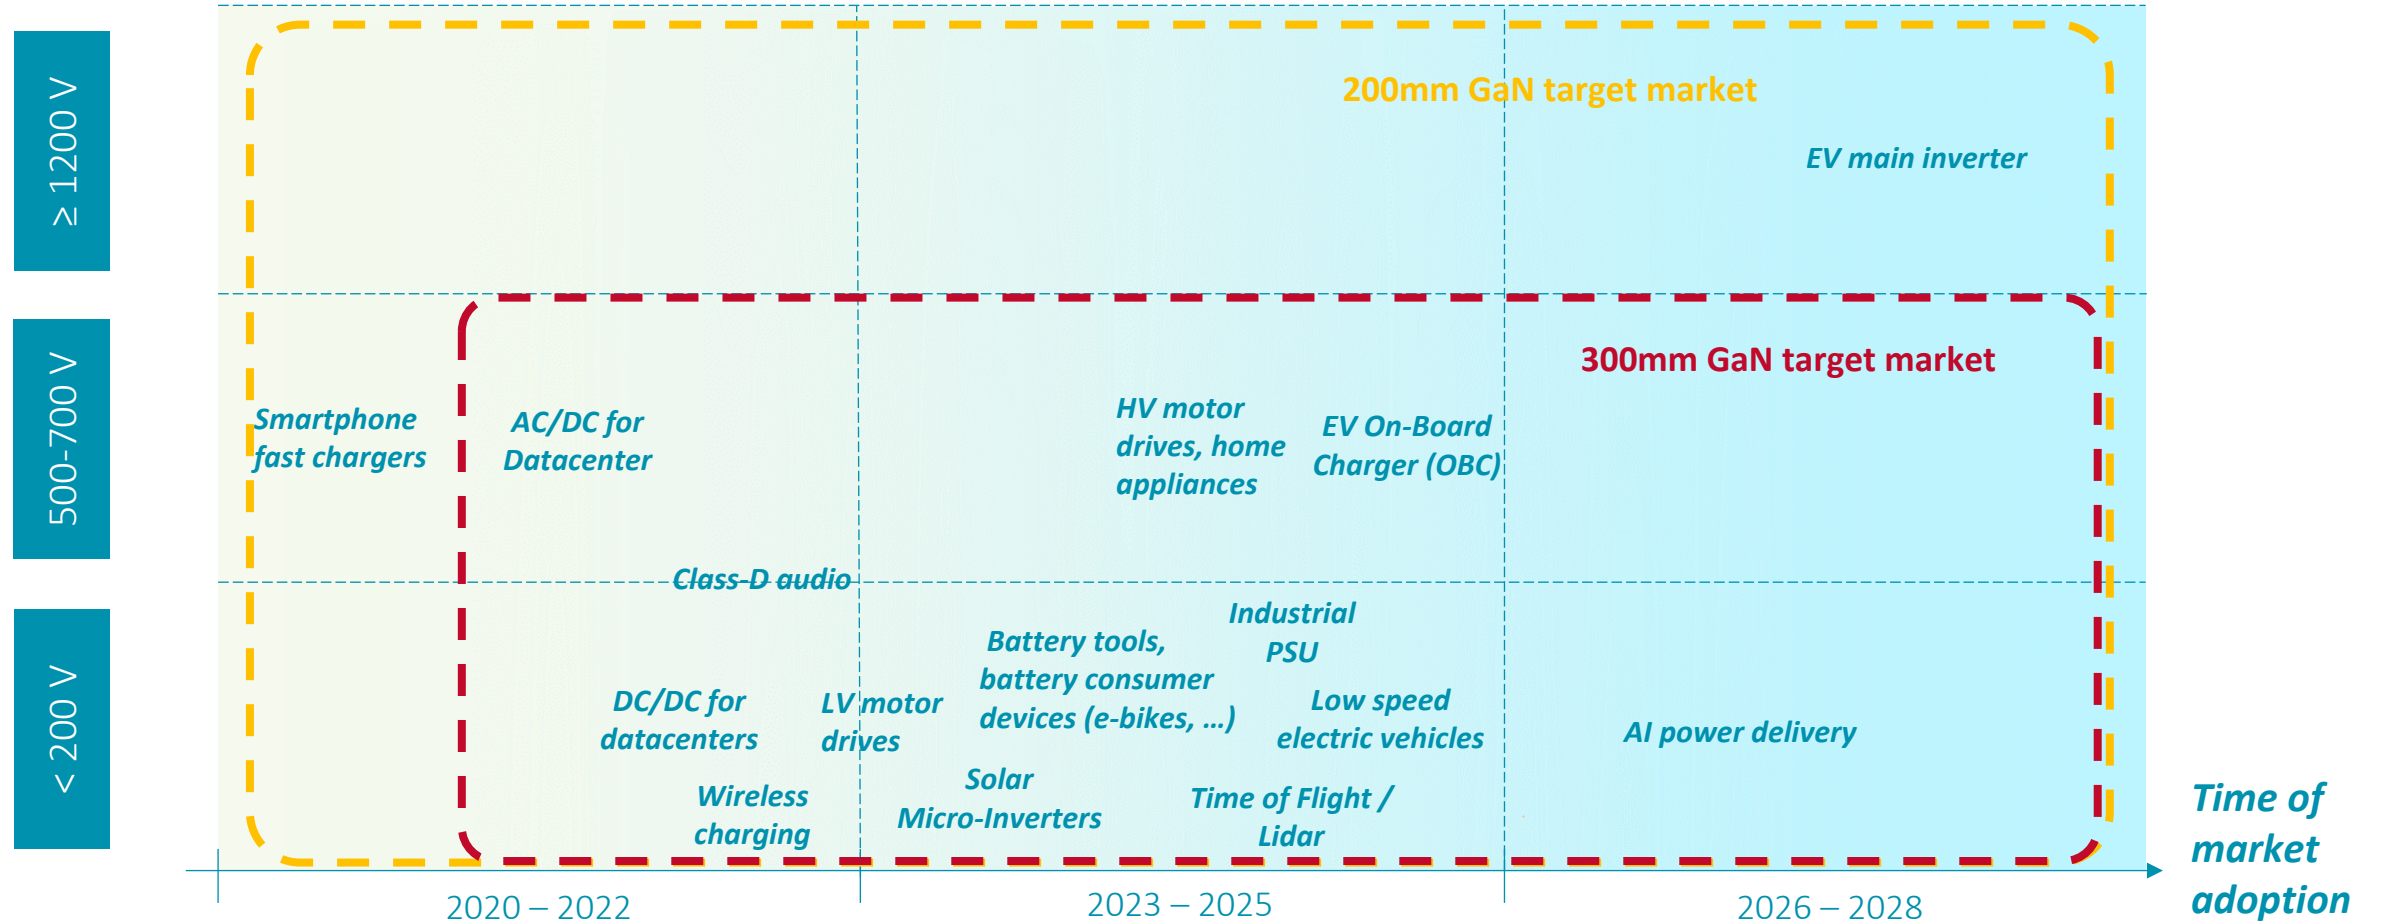 ≥ 1200 V
200mm GaN target market
EV main inverter
500-700 V
300mm GaN target market
Smartphone
fast chargers
AC/DC for
Datacenter
HV motor
drives, home
appliances
EV On-Board
Charger (OBC)
Class-D audio
< 200 V
Industrial
PSU
Battery tools,
battery consumer
devices (e-bikes, ...)
DC/DC for
datacenters
LV motor
drives
Low speed
electric vehicles
AI power delivery
Wireless
charging
Solar
Micro-Inverters
Time of Flight /
Lidar
Time of
market
adoption
2020 – 2022
2023 – 2025
2026 – 2028